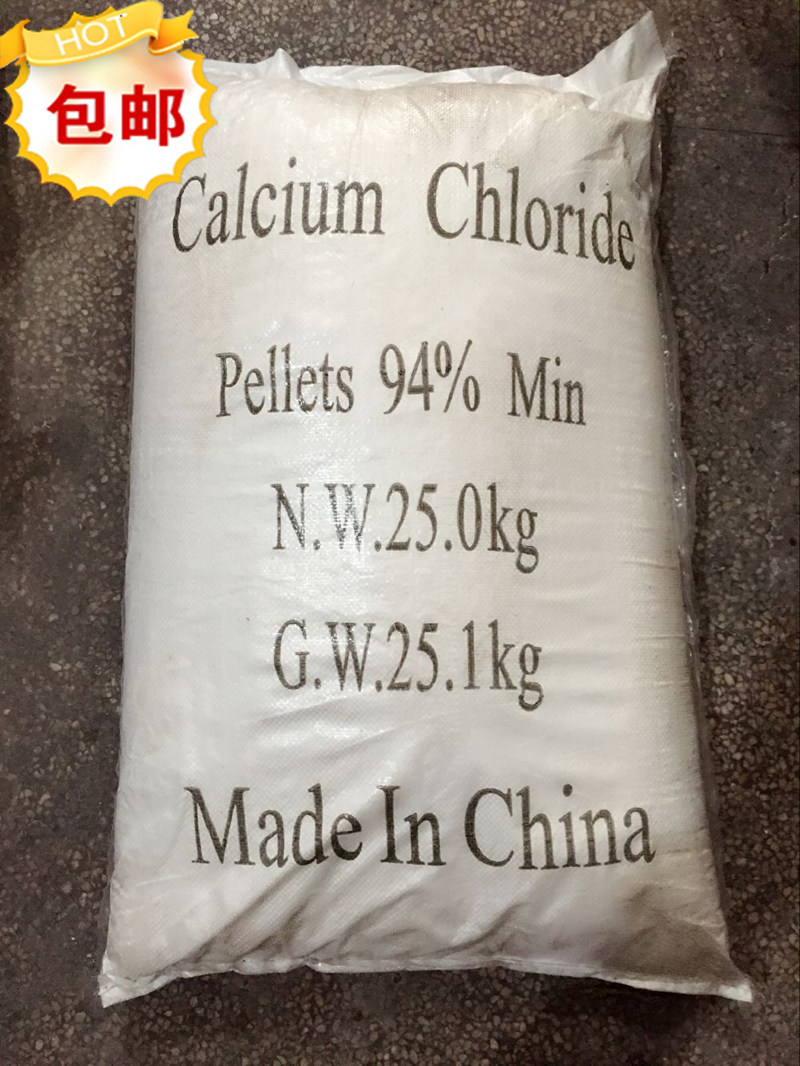 HOT
包邮
Calcium Chloride
Pellets 94% Min
N.W.25.0kg
G.W.25.1kg
Made In China